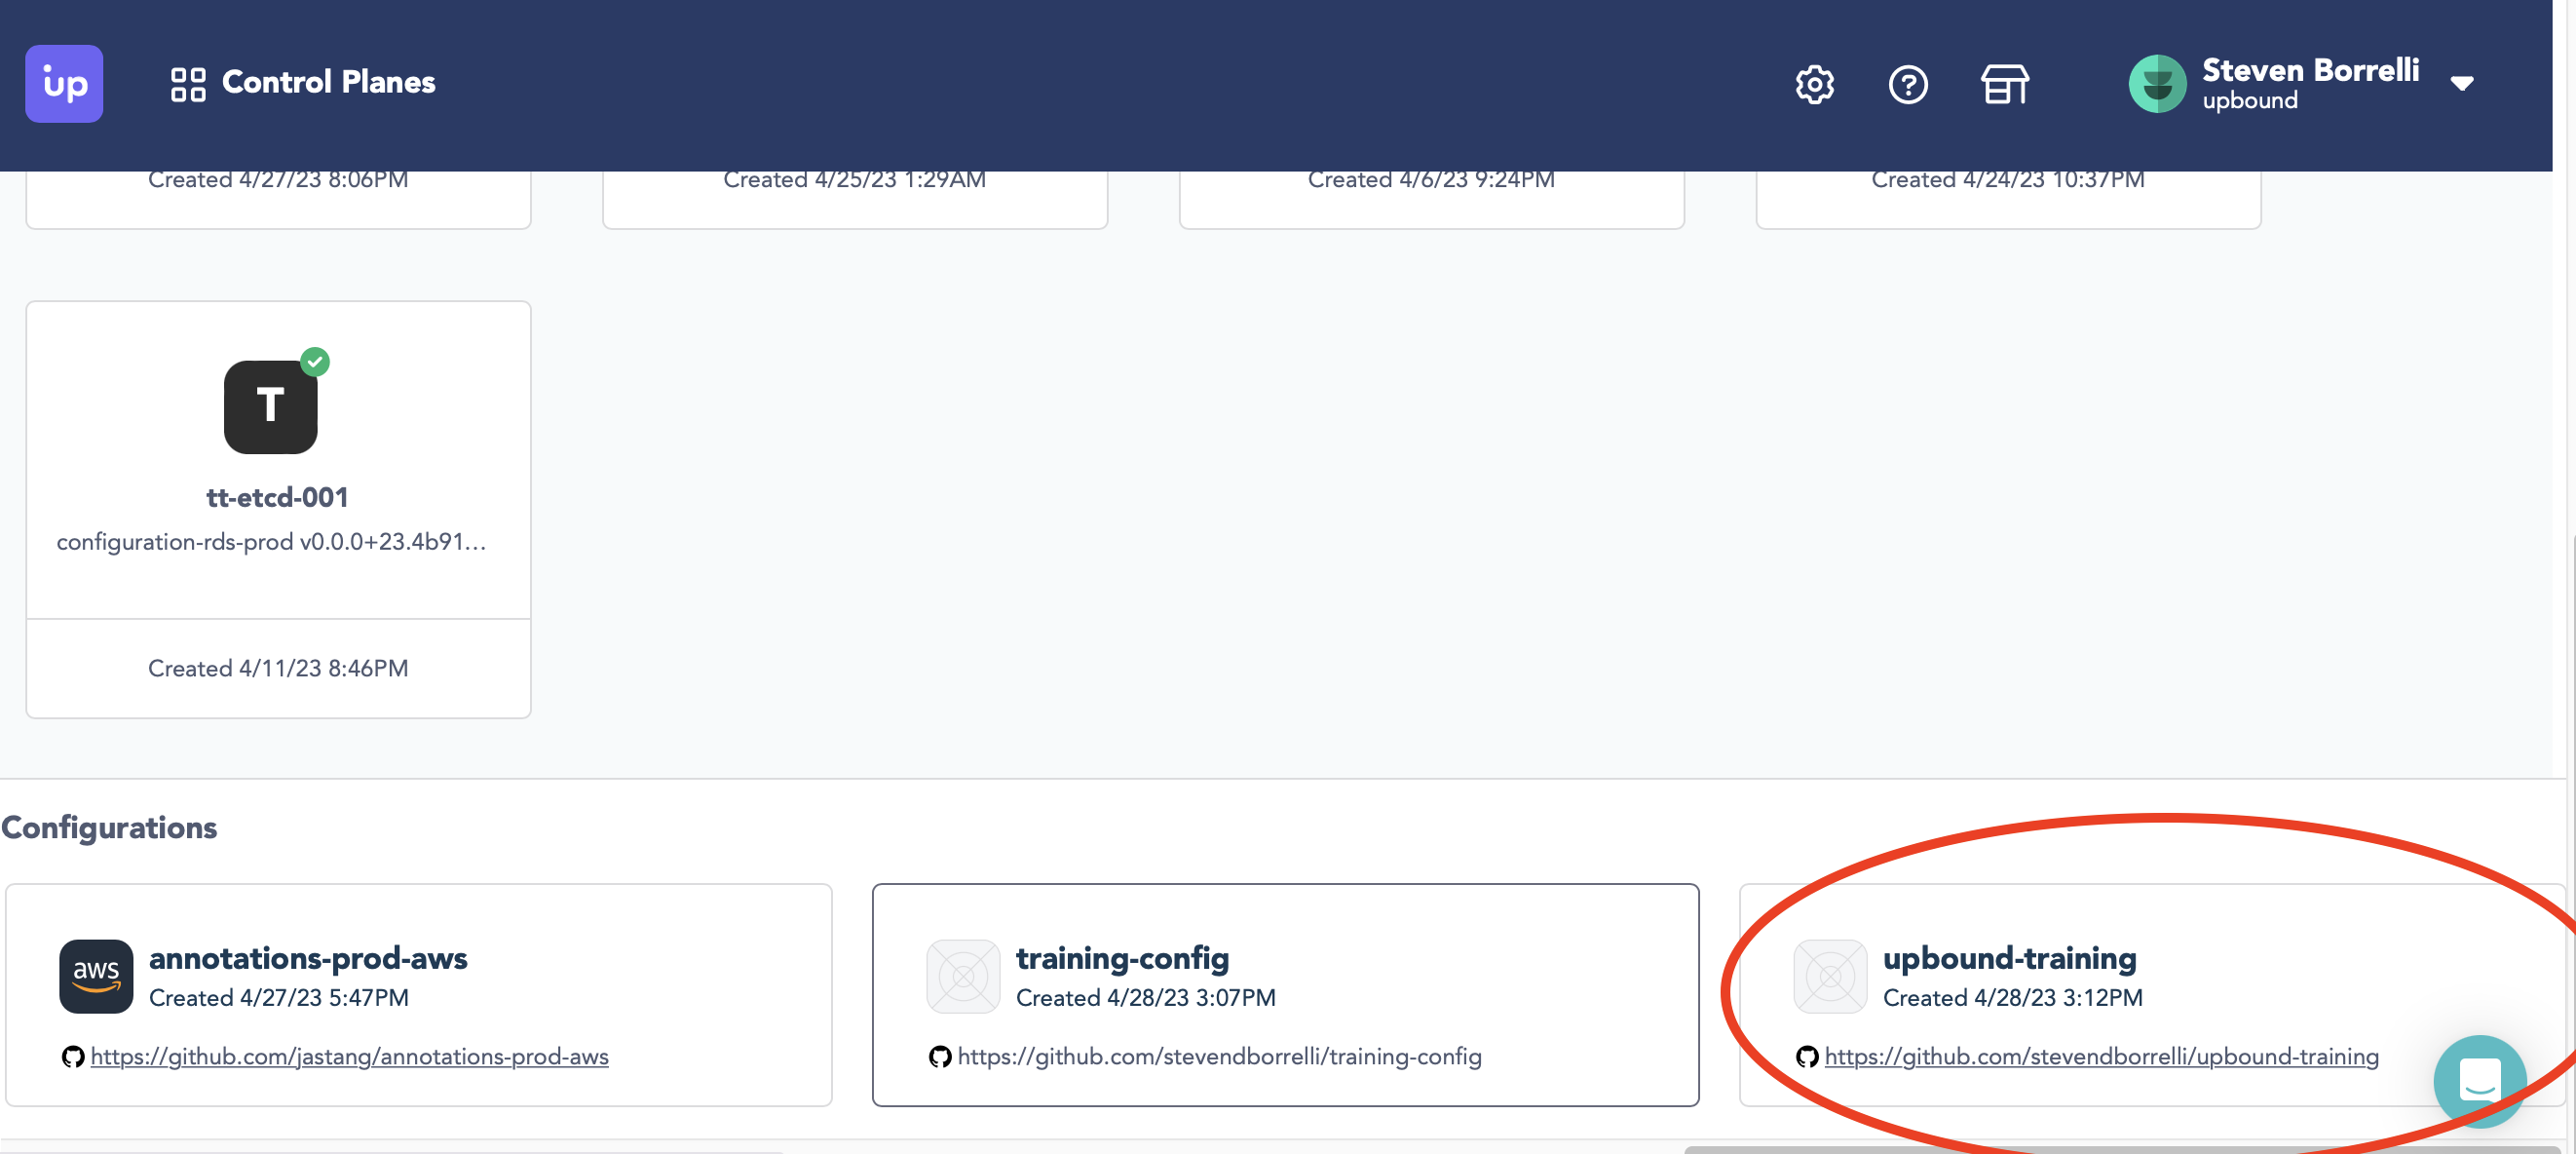 up
Control Planes
Steven Borrelli
upbound
Created 4/27/23 8:06PM
Created 4/25/23 1:29AM
Created 4/6/23 9:24PM
Created 4/24/23 10:37PM
T
tt-etcd-001
configuration-rds-prod v0.0.0+23.4b91...
Created 4/11/23 8:46PM
Configurations
aws
annotations-prod-aws
Created 4/27/23 5:47PM
https://github.com/jastang/annotations-prod-aws
training-config
Created 4/28/23 3:07PM
https://github.com/stevendborrelli/training-config
upbound-training
Created 4/28/23 3:12PM
https://github.com/stevendborrelli/upbound-training